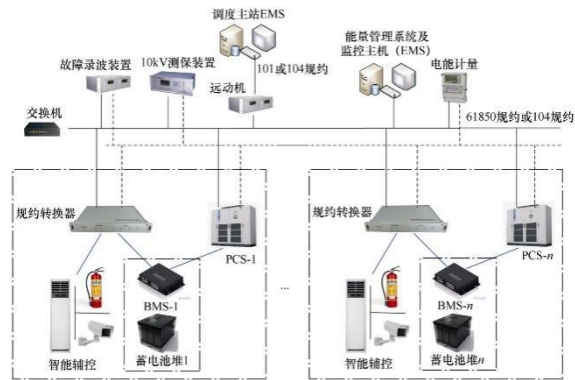 调度主站EMS
能量管理系统及
监控主机（EMS）
故障录波装置
10kV测保装置
101或104规约
电能计量
远动机
交换机
61850规约或104规约
规约转换器
PCS-1
BMS-1
智能辅控
蓄电池堆1
...
规约转换器
PCS-n
BMS-n
智能辅控
蓄电池堆n